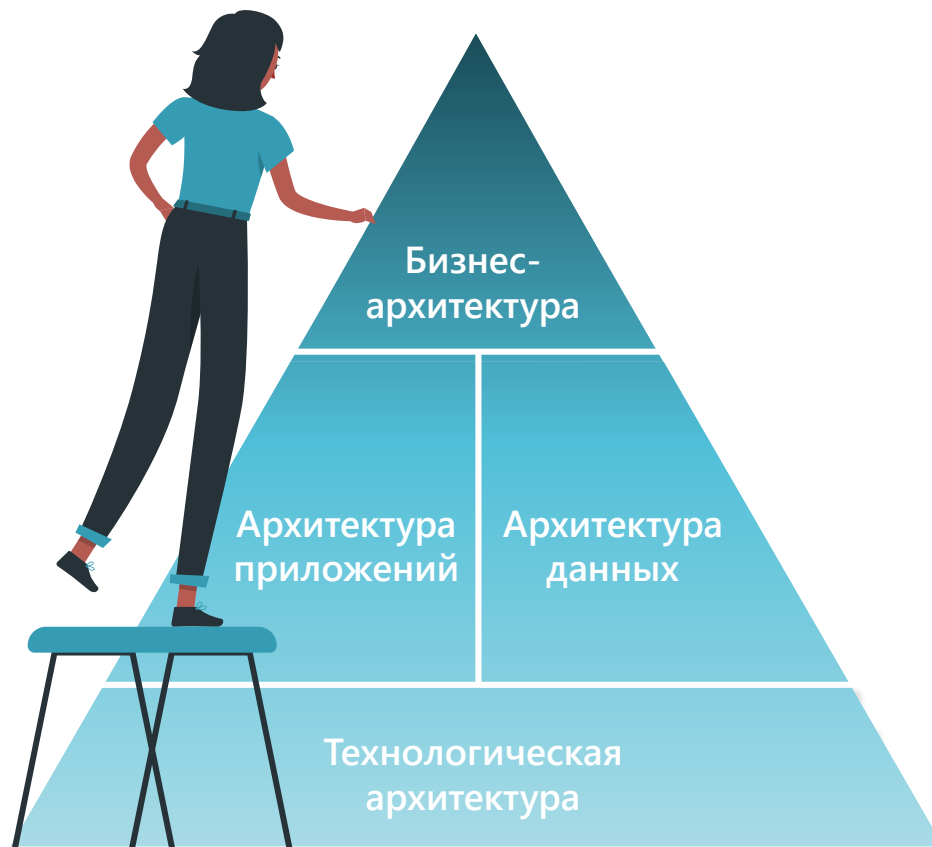 Бизнес-
архитектура
Архитектура
приложений
Архитектура
данных
Технологическая
архитектура